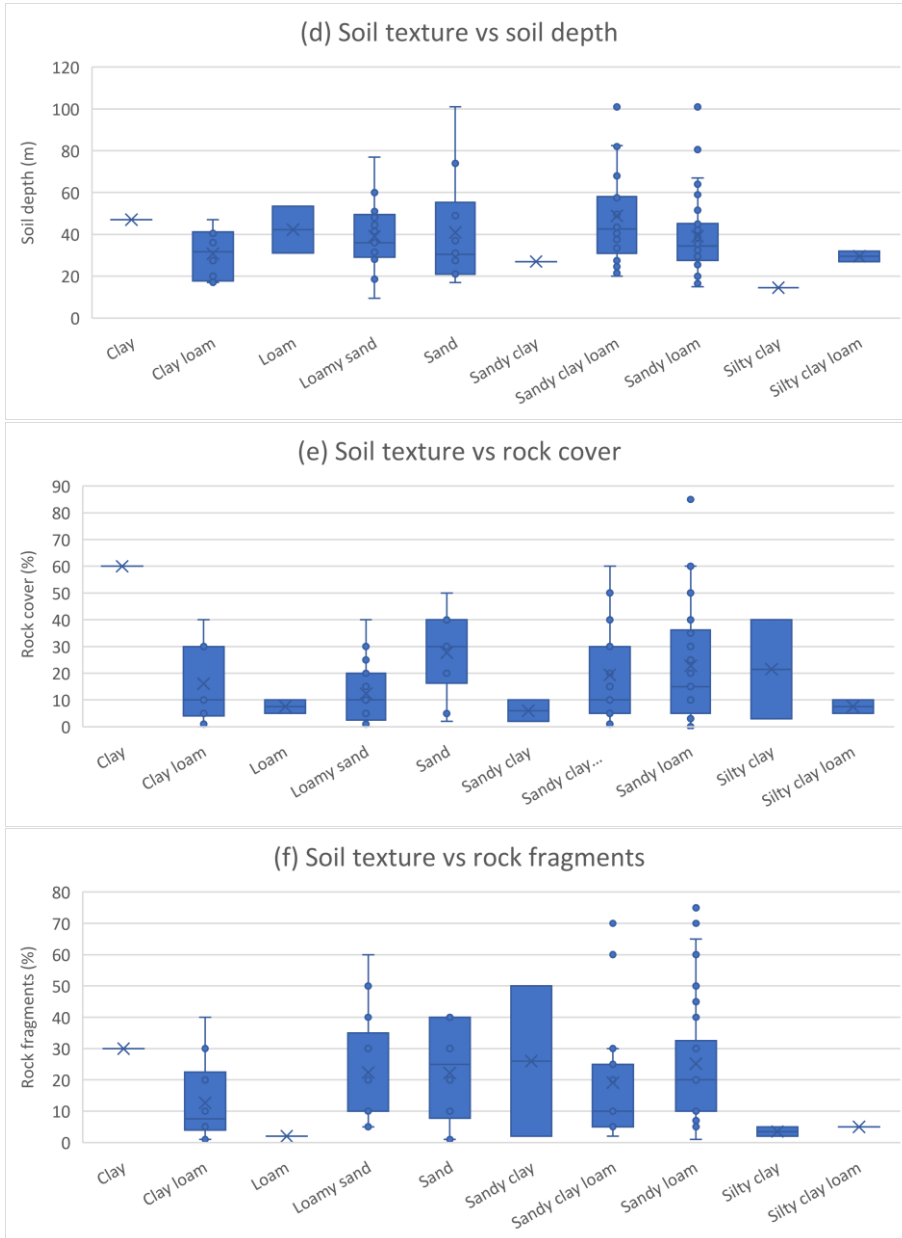 (d) Soil texture vs soil depth
Soil depth (m)
120
100
80
60
40
20
0
Clay
Clay loam
Loam
Loamy sand
Sand
Sandy clay
Sandy clay loam
Sandy loam
Silty clay
Silty clay loam
(e) Soil texture vs rock cover
Rock cover (%)
90
80
70
60
50
40
30
20
10
0
Clay
Clay loam
Loam
Loamy sand
Sand
Sandy clay
Sandy clay...
Sandy loam
Silty clay
Silty clay loam
(f) Soil texture vs rock fragments
Rock fragments (%)
80
70
60
50
40
30
20
10
0
Clay
Clay loam
Loam
Loamy sand
Sand
Sandy clay
Sandy clay loam
Sandy loam
Silty clay
Silty clay loam